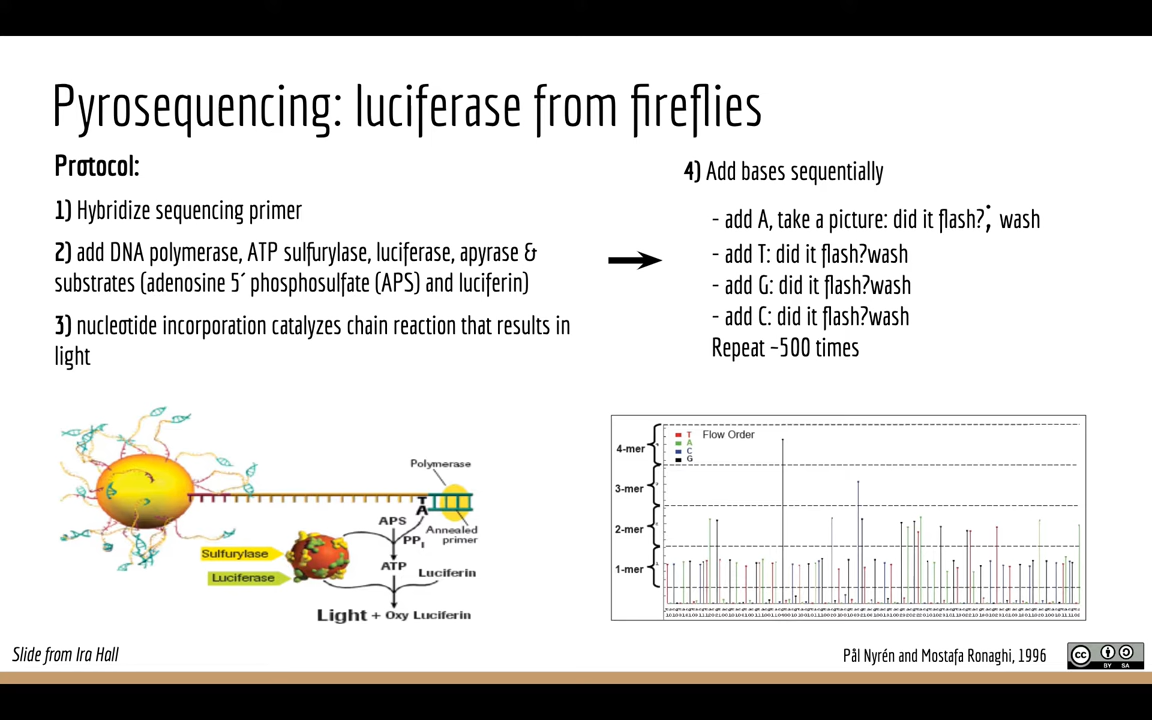 Pyrosequencing: luciferase from fireflies
Protocol:
1) Hybridize sequencing primer
2) add DNA polymerase, ATP sulfurylase, luciferase, apyrase &
substrates (adenosine 5´ phosphosulfate (APS) and luciferin)
3) nucleotide incorporation catalyzes chain reaction that results in
light
4) Add bases sequentially
- add A, take a picture: did it flash?; wash
- add T: did it flash?wash
- add G: did it flash?wash
- add C: did it flash?wash
Repeat ~500 times
Polymerase
T
A
APS
Annealed
primer
PPi
Sulfurylase
ATP
Luciferin
Luciferase
Light + Oxy Luciferin
T Flow Order
A
C
G
4-mer
3-mer
2-mer
1-mer
Slide from Ira Hall
Pål Nyrén and Mostafa Ronaghi, 1996
CC BY SA